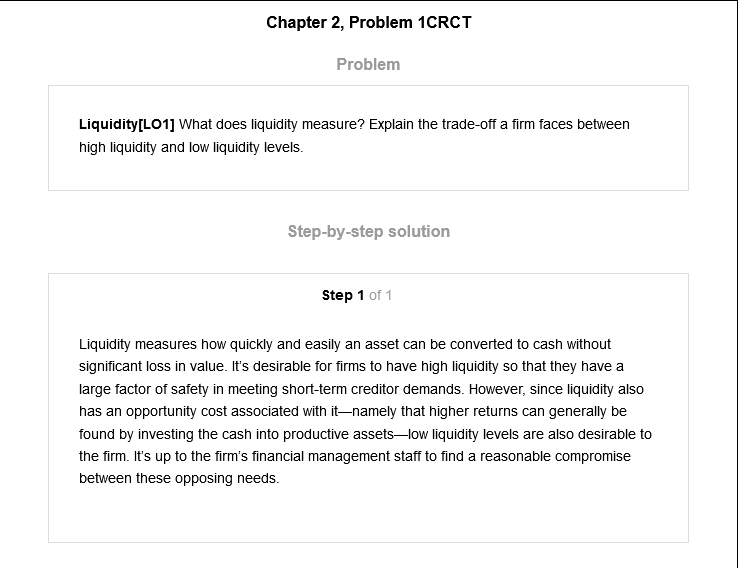 Chapter 2, Problem 1CRCT
Problem
Liquidity[LO1] What does liquidity measure? Explain the trade-off a firm faces between
high liquidity and low liquidity levels.
Step-by-step solution
Step 1 of 1
Liquidity measures how quickly and easily an asset can be converted to cash without
significant loss in value. It’s desirable for firms to have high liquidity so that they have a
large factor of safety in meeting short-term creditor demands. However, since liquidity also
has an opportunity cost associated with it—namely that higher returns can generally be
found by investing the cash into productive assets—low liquidity levels are also desirable to
the firm. It’s up to the firm’s financial management staff to find a reasonable compromise
between these opposing needs.